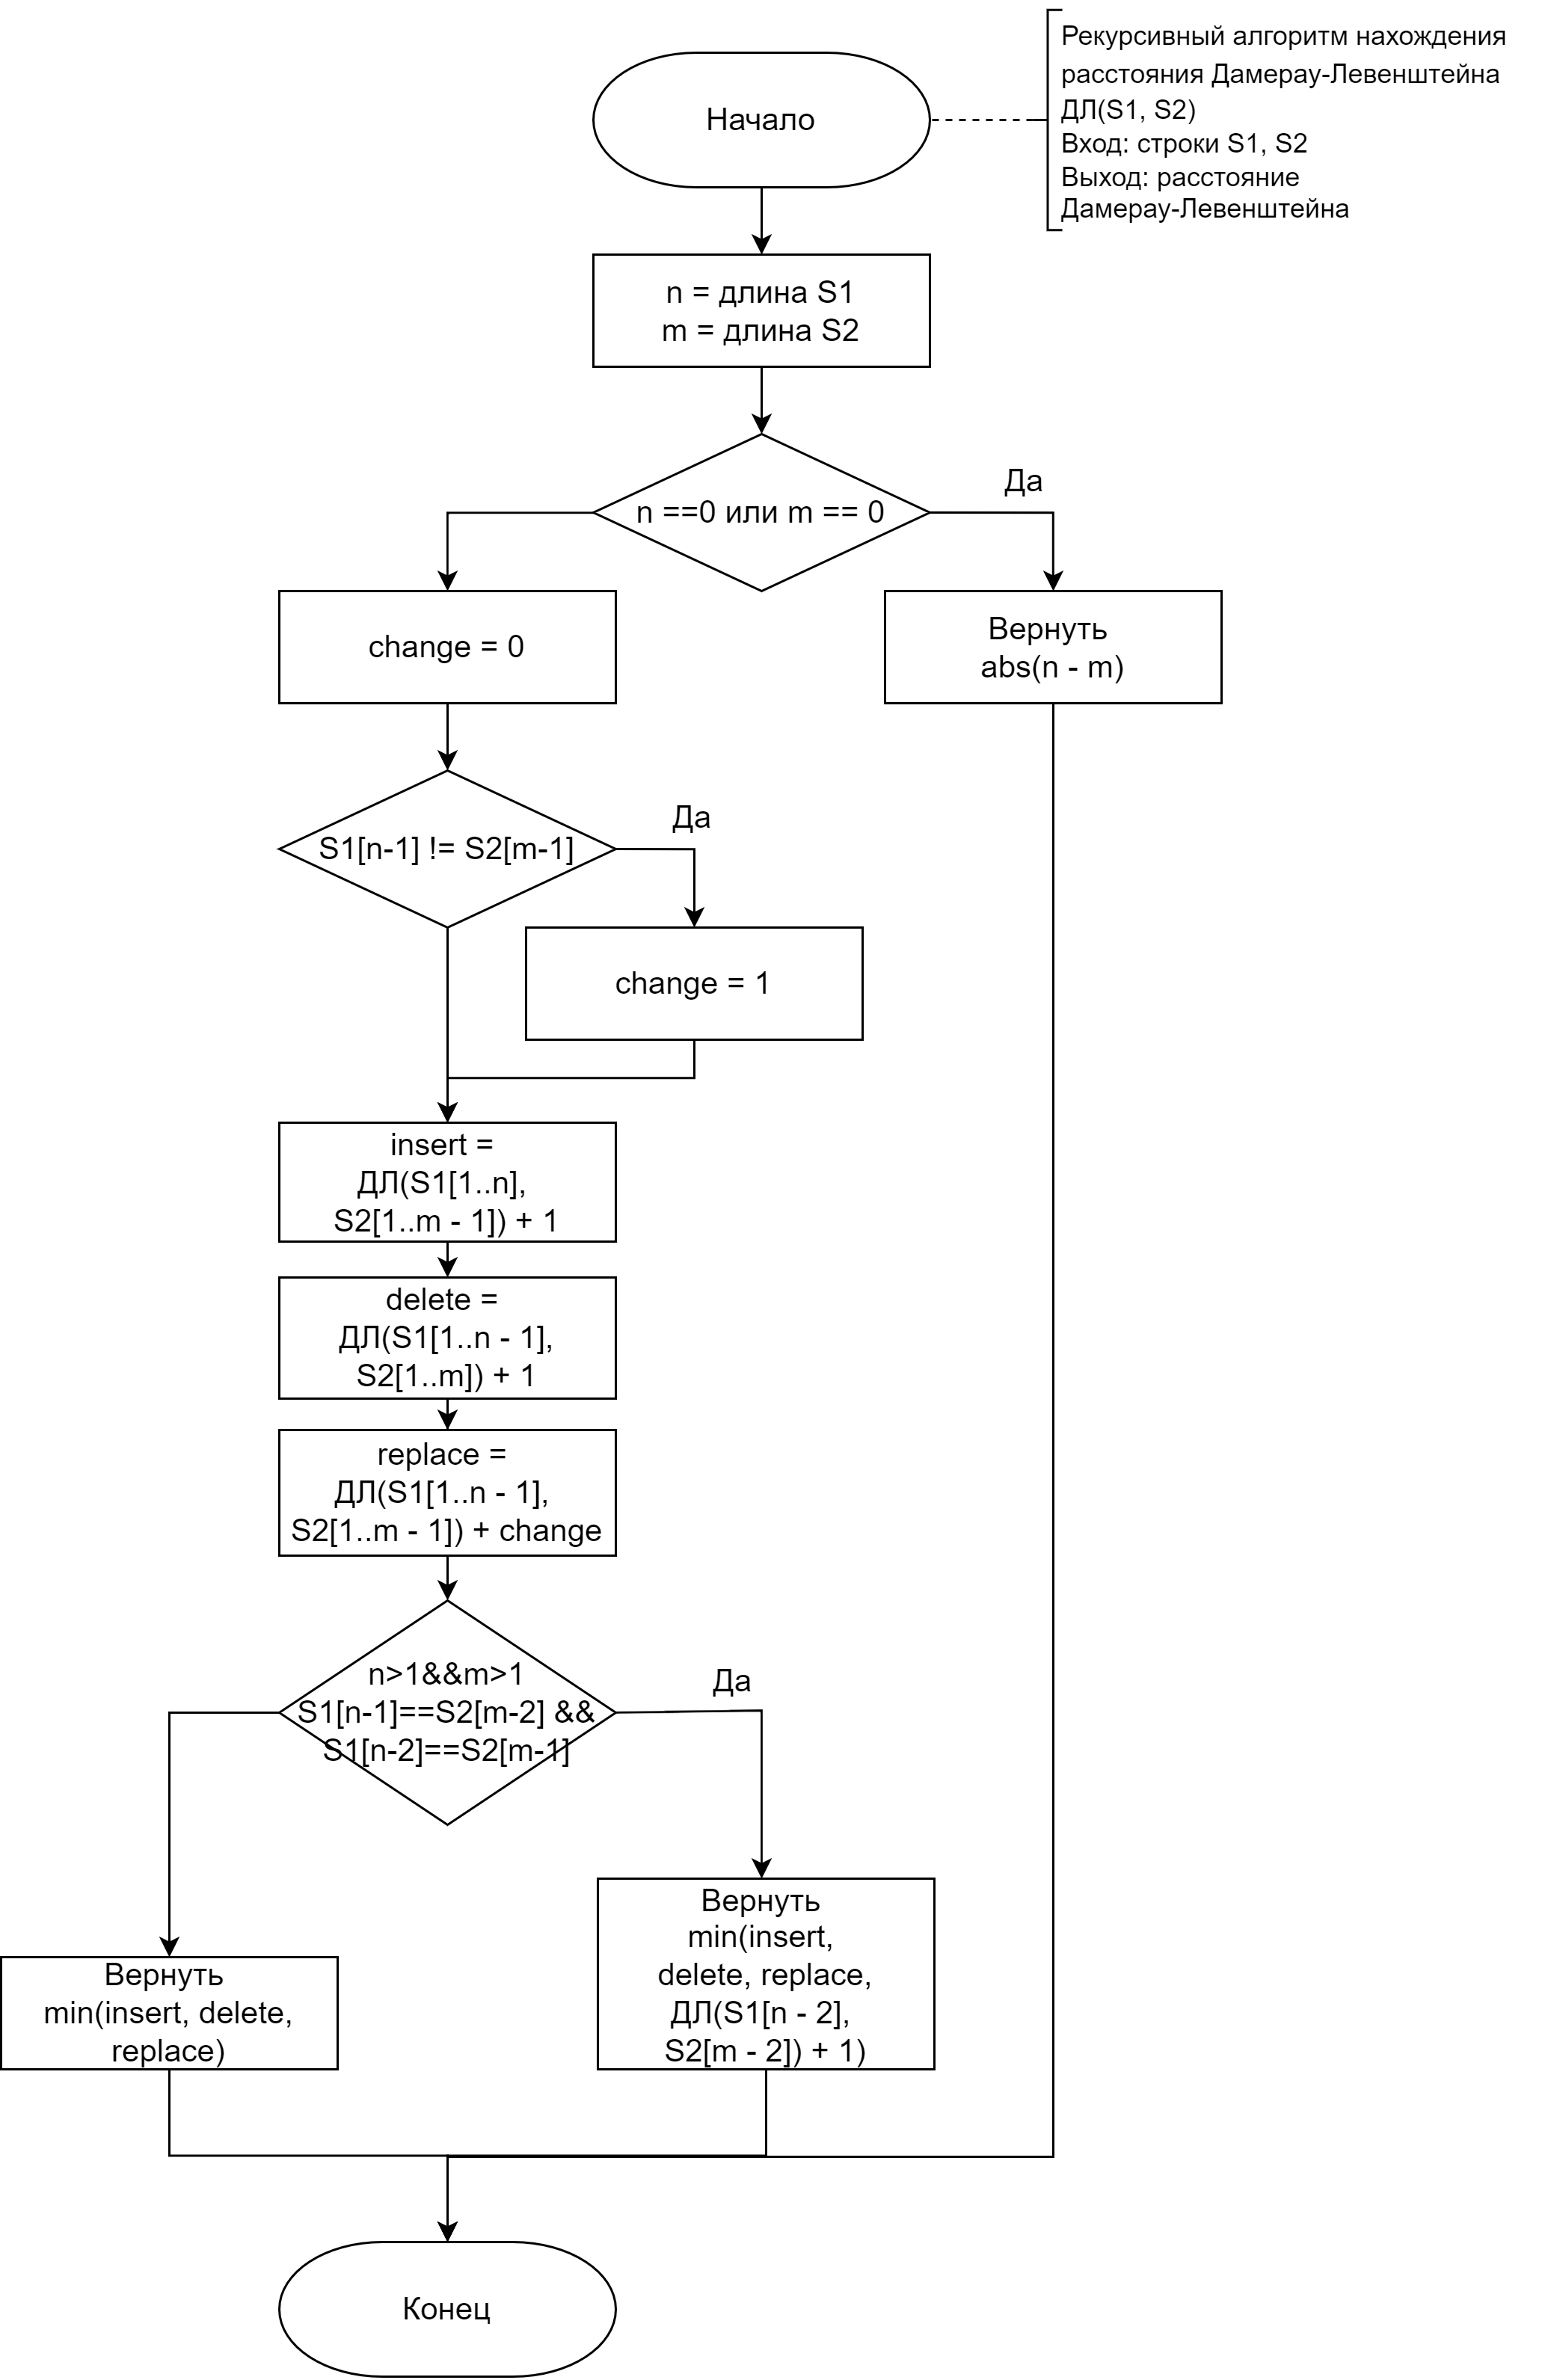 Начало
Рекурсивный алгоритм нахождения
расстояния Дамерау-Левенштейна
ДЛ(S1, S2)
Вход: строки S1, S2
Выход: расстояние
Дамерау-Левенштейна
n = длина S1
m = длина S2
n ==0 или m == 0
Да
change = 0
Вернуть
abs(n - m)
S1[n-1] != S2[m-1]
Да
change = 1
insert =
ДЛ(S1[1..n],
S2[1..m - 1]) + 1
delete =
ДЛ(S1[1..n - 1],
S2[1..m]) + 1
replace =
ДЛ(S1[1..n - 1],
S2[1..m - 1]) + change
n>1&&m>1
S1[n-1]==S2[m-2] &&
S1[n-2]==S2[m-1]
Да
Вернуть
min(insert, delete,
replace)
Вернуть
min(insert,
delete, replace,
ДЛ(S1[n - 2],
S2[m - 2]) + 1)
Конец